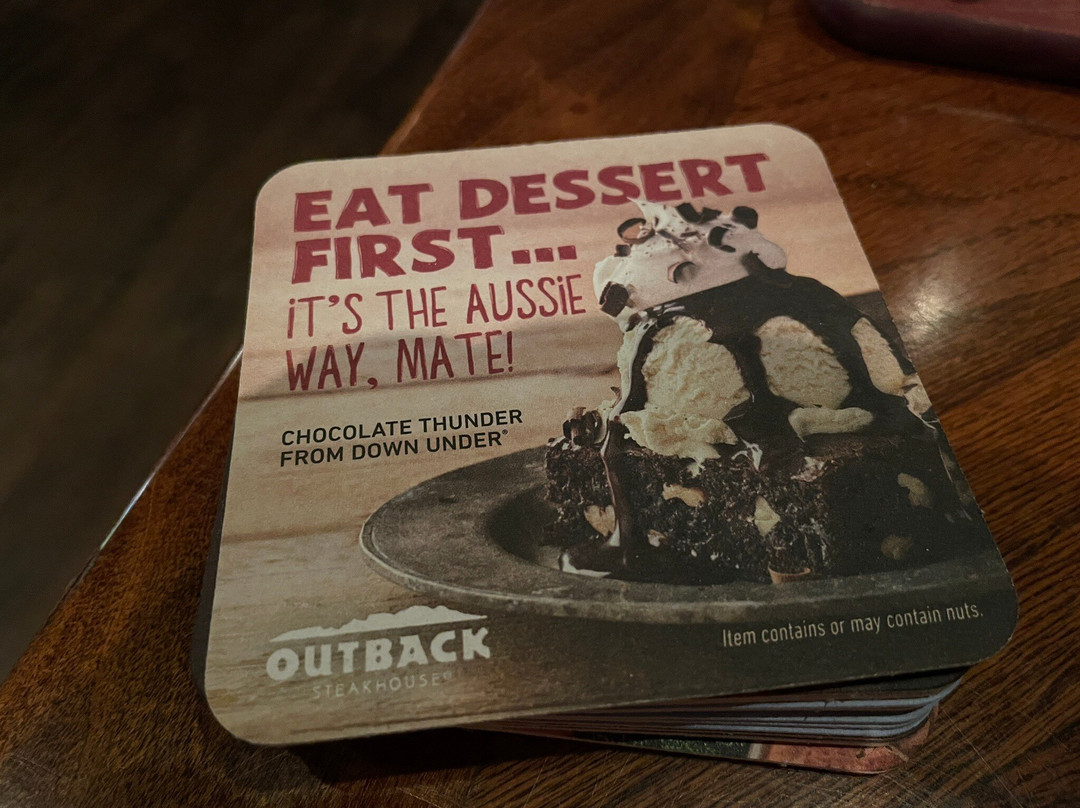 EAT DESSERT
FIRST...
iT'S THE AUSSiE
WAY, MATE!
CHOCOLATE THUNDER
FROM DOWN UNDER®
OUTBACK
STEAKHOUSE®
Item contains or may contain nuts.